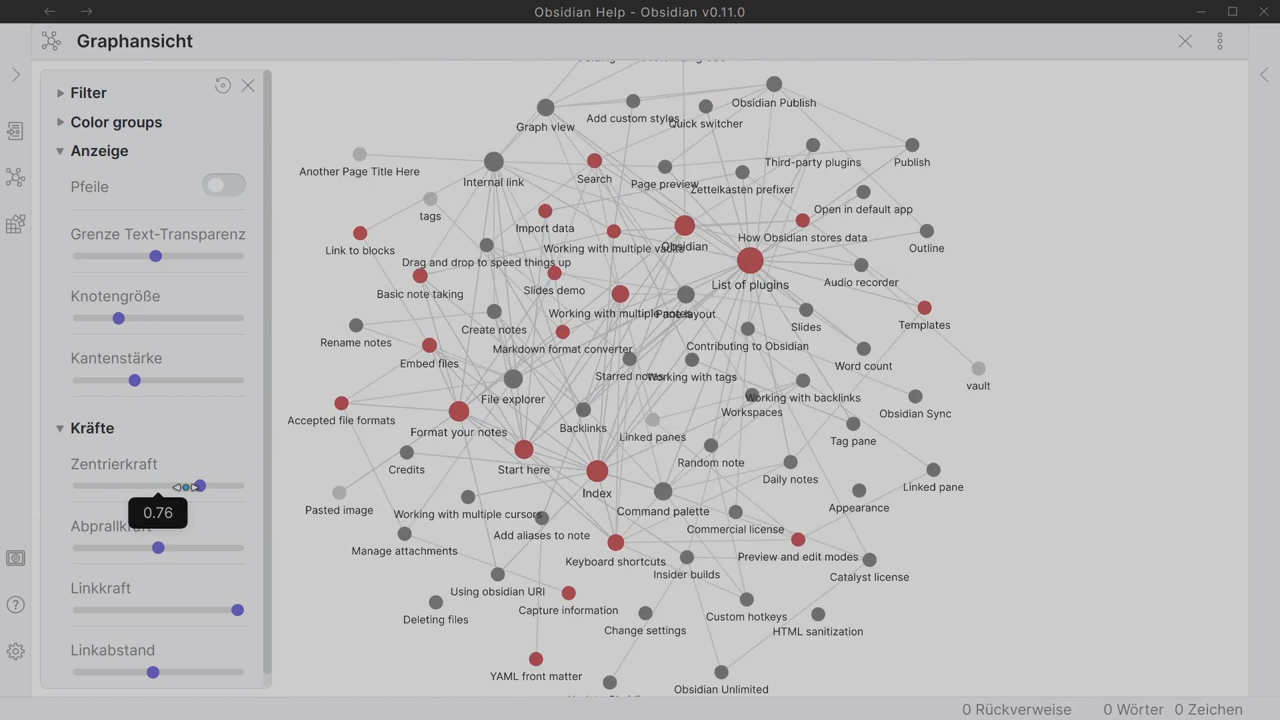 Obsidian Help - Obsidian v0.11.0
Graphansicht
Filter
Color groups
Anzeige
Pfeile
Grenze Text-Transparenz
Knotengröße
Kantenstärke
Kräfte
Zentrierkraft
0.76
Abprallkraft
Linkkraft
Linkabstand
Obsidian Publish
Add custom styles
Quick switcher
Graph view
Third-party plugins
Publish
Another Page Title Here
Internal link
Search
Page preview
Zettelkasten prefixer
Open in default app
tags
Import data
How Obsidian stores data
Link to blocks
Working with multiple vaults
Obsidian
Outline
Drag and drop to speed things up
List of plugins
Audio recorder
Basic note taking
Slides demo
Working with multiple notes
Pane layout
Slides
Templates
Create notes
Rename notes
Markdown format converter
Contributing to Obsidian
Embed files
Starred notes
Working with tags
Word count
vault
File explorer
Working with backlinks
Workspaces
Obsidian Sync
Accepted file formats
Format your notes
Backlinks
Linked panes
Tag pane
Credits
Start here
Random note
Daily notes
Linked pane
Index
Pasted image
Working with multiple cursors
Command palette
Appearance
Add aliases to note
Commercial license
Manage attachments
Keyboard shortcuts
Insider builds
Preview and edit modes
Catalyst license
Using obsidian URI
Capture information
Deleting files
Change settings
Custom hotkeys
HTML sanitization
YAML front matter
Obsidian Unlimited
0 Rückverweise
0 Wörter
0 Zeichen